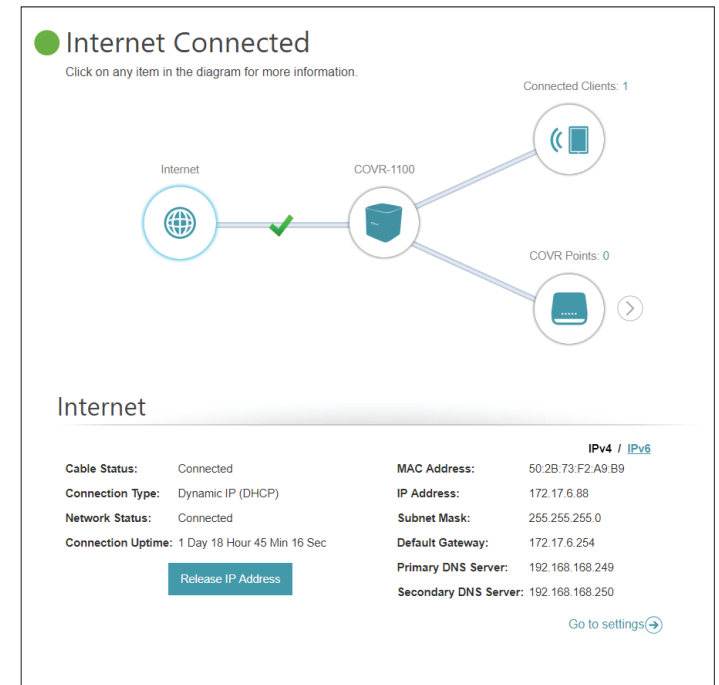 Internet Connected
Click on any item in the diagram for more information.
Connected Clients: 1
Internet
COVR-1100
COVR Points: 0
Internet
IPv4 / IPv6
Cable Status: Connected
MAC Address: 50:2B:73:F2:A9:B9
Connection Type: Dynamic IP (DHCP)
IP Address: 172.17.6.88
Network Status: Connected
Subnet Mask: 255.255.255.0
Connection Uptime: 1 Day 18 Hour 45 Min 16 Sec
Default Gateway: 172.17.6.254
Primary DNS Server: 192.168.168.249
Release IP Address
Secondary DNS Server: 192.168.168.250
Go to settings